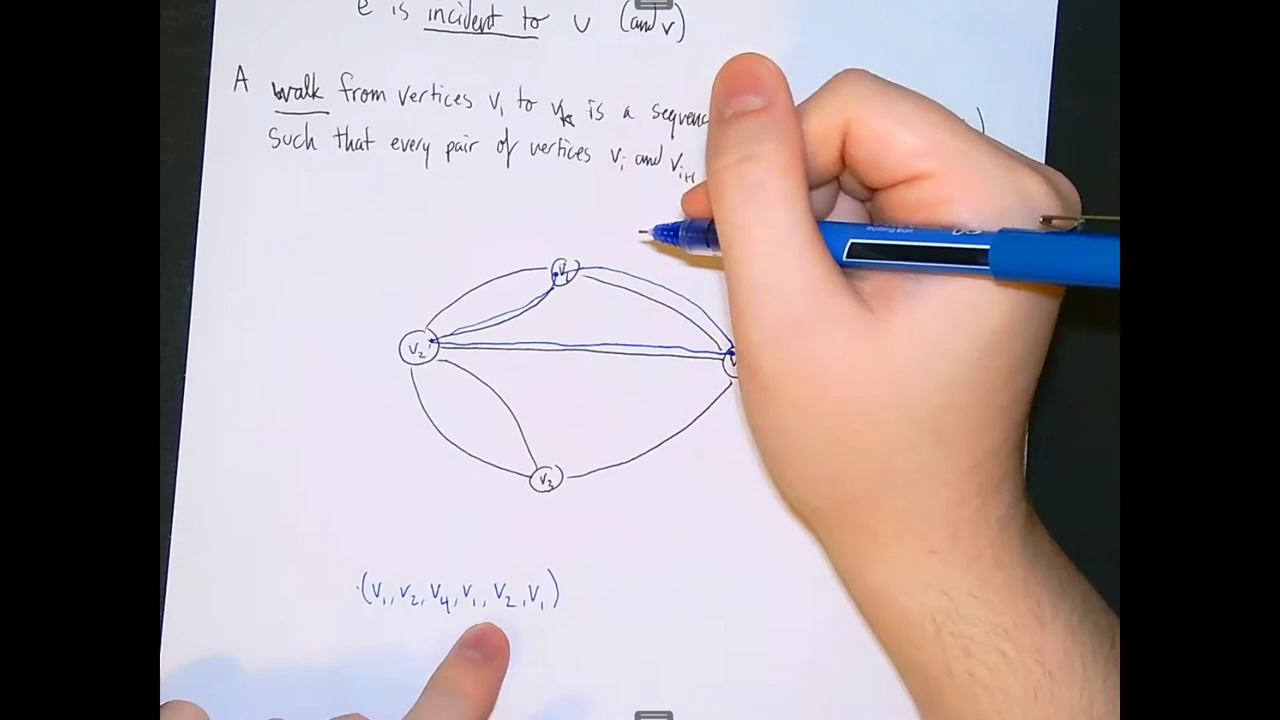 e is incident to u (and v)
A walk from vertices v₁ to vₖ is a sequenc
such that every pair of vertices vᵢ and vᵢ₊₁
v₁
v₂
v₃
(v₁, v₂, v₄, v₁, v₂, v₁)